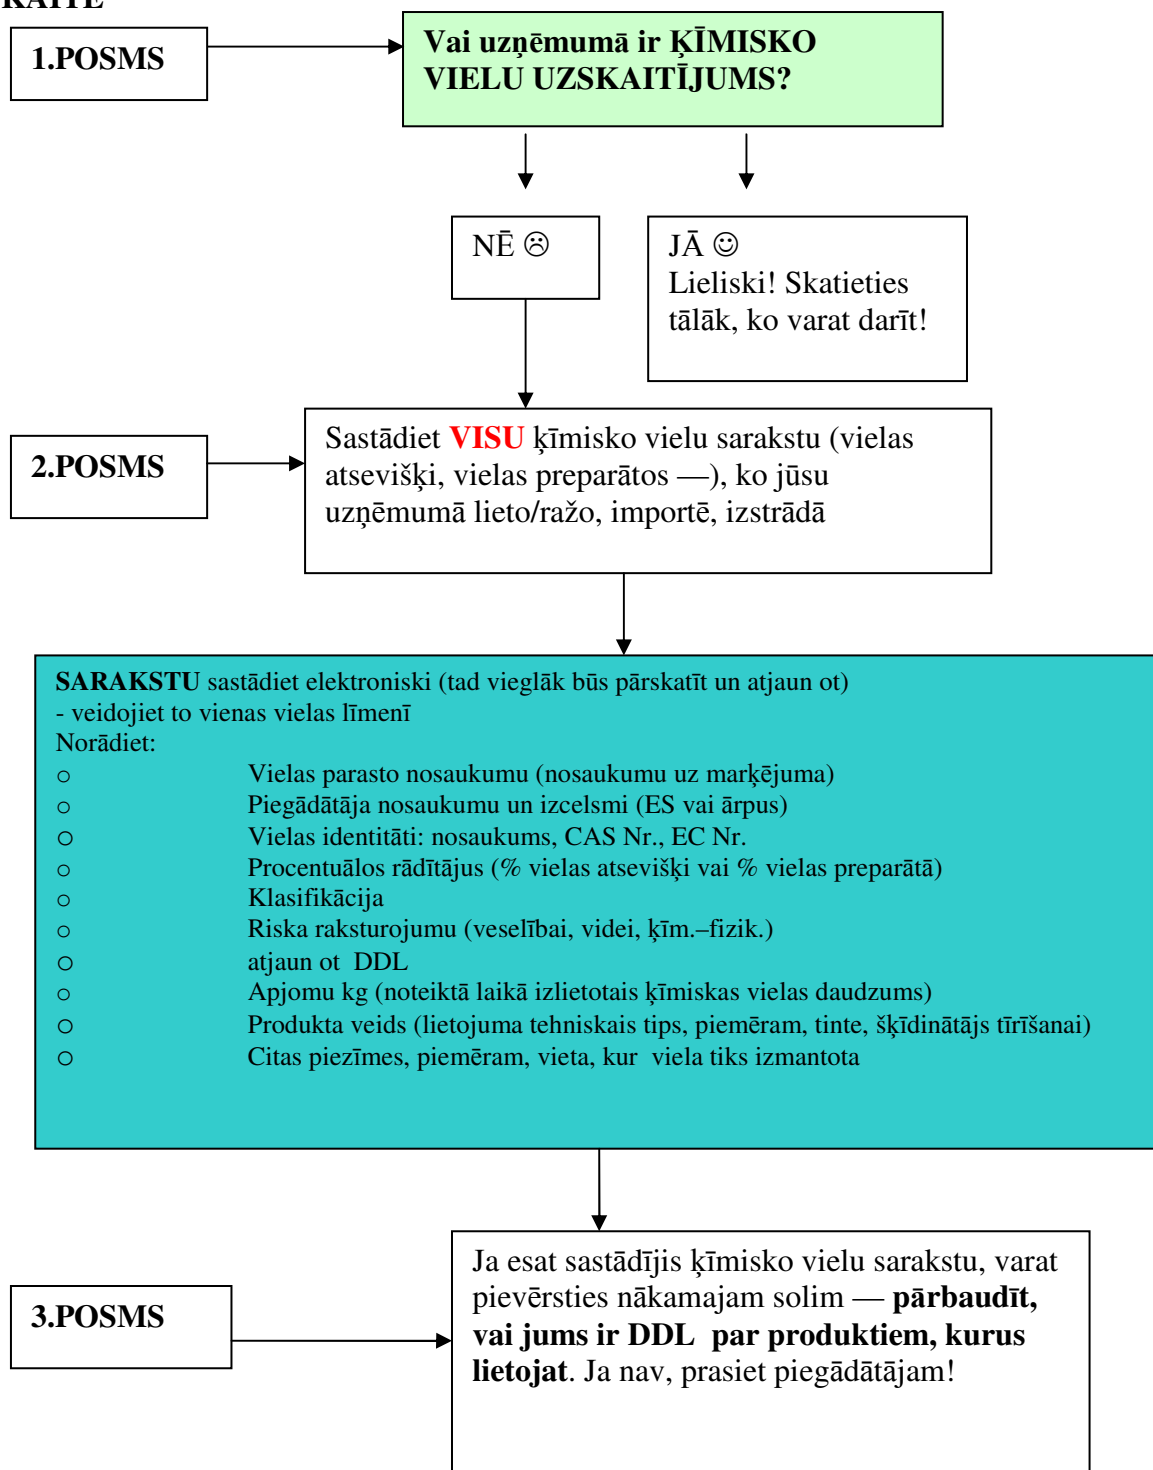 KAITE
1.POSMS
Vai uzņēmumā ir ĶĪMISKO
VIELU UZSKAITĪJUMS?
NĒ ☹
JĀ ☺
Lieliski! Skatieties
tālāk, ko varat darīt!
2.POSMS
Sastādiet VISU ķīmisko vielu sarakstu (vielas
atsevišķi, vielas preparātos —), ko jūsu
uzņēmumā lieto/ražo, importē, izstrādā
SARAKSTU sastādiet elektroniski (tad vieglāk būs pārskatīt un atjaun ot)
- veidojiet to vienas vielas līmenī
Norādiet:
o Vielas parasto nosaukumu (nosaukumu uz marķējuma)
o Piegādātāja nosaukumu un izcelsmi (ES vai ārpus)
o Vielas identitāti: nosaukums, CAS Nr., EC Nr.
o Procentuālos rādītājus (% vielas atsevišķi vai % vielas preparātā)
o Klasifikācija
o Riska raksturojumu (veselībai, videi, ķīm.–fizik.)
o atjaun ot DDL
o Apjomu kg (noteiktā laikā izlietotais ķīmiskas vielas daudzums)
o Produkta veids (lietojuma tehniskais tips, piemēram, tinte, šķīdinātājs tīrīšanai)
o Citas piezīmes, piemēram, vieta, kur viela tiks izmantota
3.POSMS
Ja esat sastādījis ķīmisko vielu sarakstu, varat
pievērsties nākamajam solim — pārbaudīt,
vai jums ir DDL par produktiem, kurus
lietojat. Ja nav, prasiet piegādātājam!